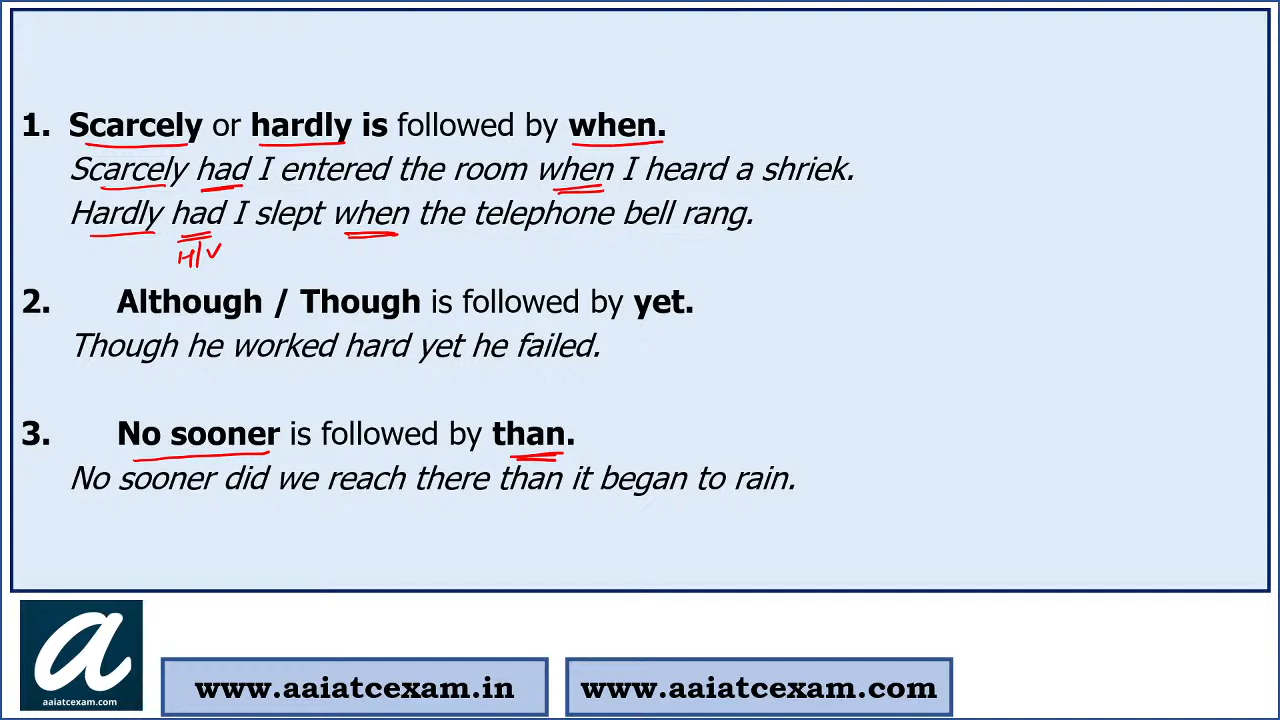 1. Scarcely or hardly is followed by when.
Scarcely had I entered the room when I heard a shriek.
Hardly had I slept when the telephone bell rang.
H/V
2. Although / Though is followed by yet.
Though he worked hard yet he failed.
3. No sooner is followed by than.
No sooner did we reach there than it began to rain.
a
aaiatcexam.com
www.aaiatcexam.in
www.aaiatcexam.com